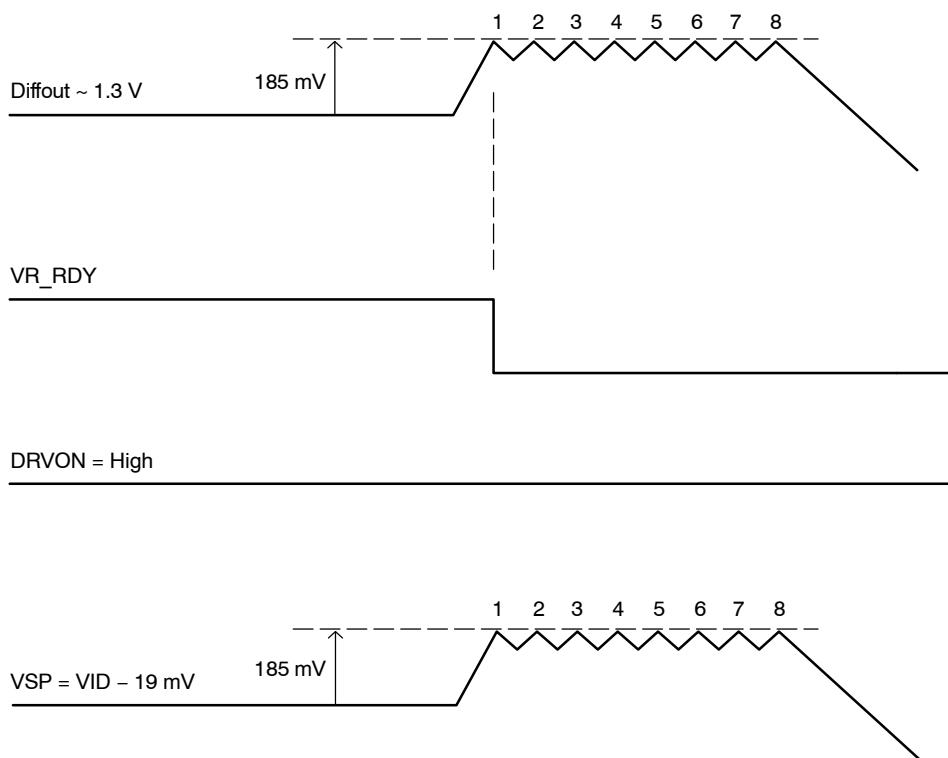 1 2 3 4 5 6 7 8
185 mV
Diffout ~ 1.3 V
VR_RDY
DRVON = High
1 2 3 4 5 6 7 8
185 mV
VSP = VID − 19 mV